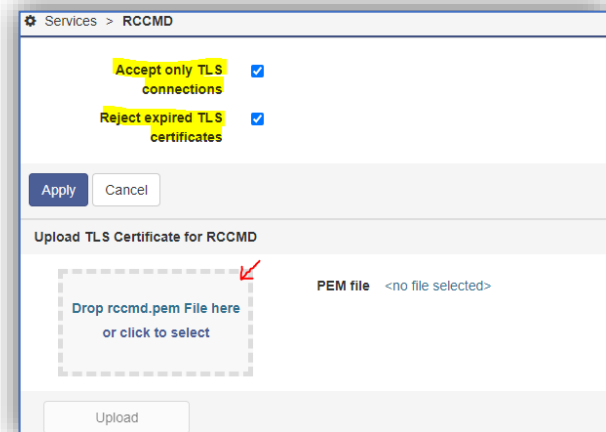 Services > RCCMD
Accept only TLS
connections
Reject expired TLS
certificates
Apply Cancel
Upload TLS Certificate for RCCMD
Drop rccmd.pem File here
or click to select
PEM file <no file selected>
Upload